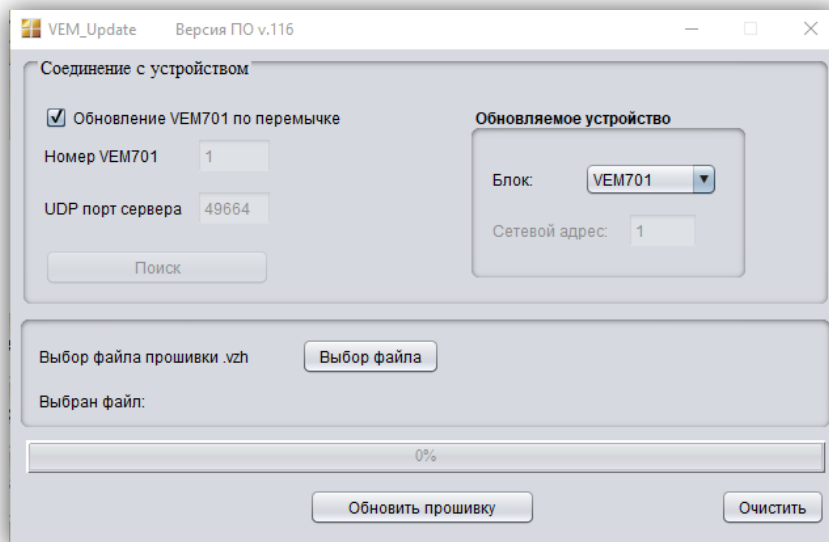 VEM_Update Версия ПО v.116
Соединение с устройством
Обновление VEM701 по перемычке
Номер VEM701 1
UDP порт сервера 49664
Поиск
Обновляемое устройство
Блок: VEM701
Сетевой адрес: 1
Выбор файла прошивки .vzh Выбор файла
Выбран файл:
0%
Обновить прошивку Очистить